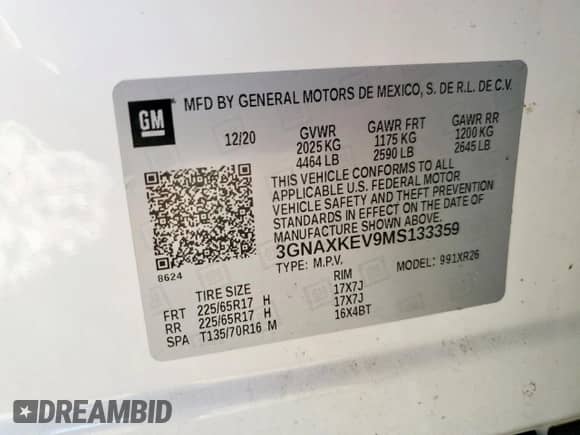 GM
MFD BY GENERAL MOTORS DE MEXICO, S. DE R.L. DE C.V.
12/20 GVWR GAWR FRT GAWR RR
2025 KG 1175 KG 1200 KG
4464 LB 2590 LB 2645 LB
THIS VEHICLE CONFORMS TO ALL
APPLICABLE U.S. FEDERAL MOTOR
VEHICLE SAFETY AND THEFT PREVENTION
STANDARDS IN EFFECT ON THE DATE OF
MANUFACTURE SHOWN ABOVE.
3GNAXKEV9MS133359
TYPE: M.P.V. MODEL: 991XR26
8624
TIRE SIZE RIM
FRT 225/65R17 H 17X7J
RR 225/65R17 H 17X7J
SPA T135/70R16 M 16X4BT
DREAMBID